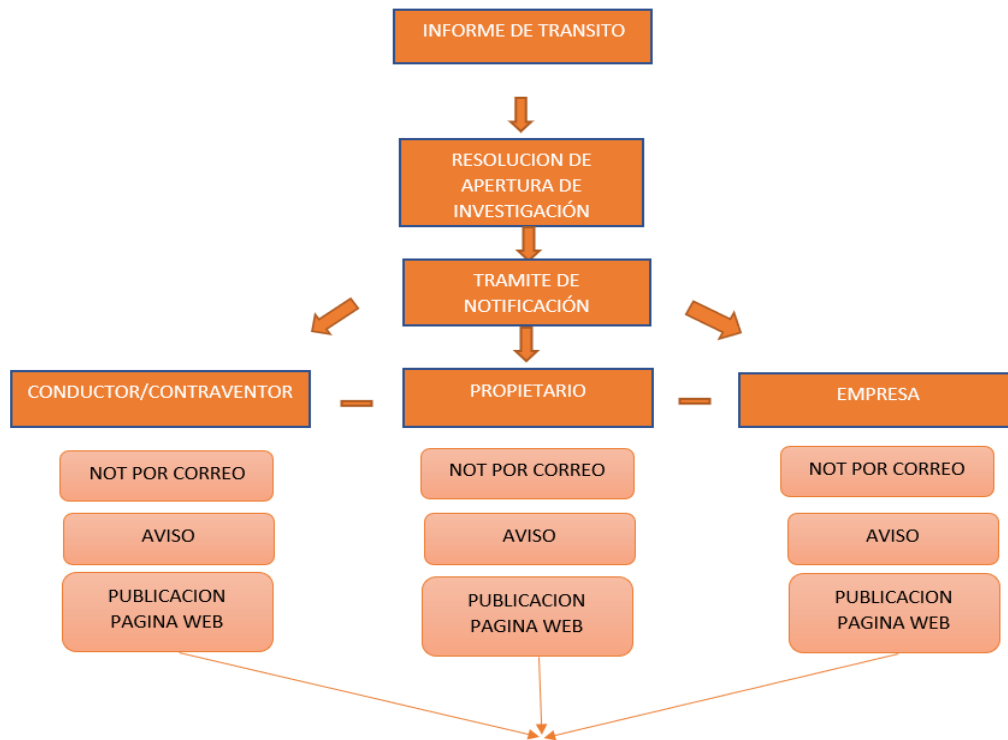 INFORME DE TRANSITO
RESOLUCION DE
APERTURA DE
INVESTIGACIÓN
TRAMITE DE
NOTIFICACIÓN
CONDUCTOR/CONTRAVENTOR
PROPIETARIO
EMPRESA
NOT POR CORREO
NOT POR CORREO
NOT POR CORREO
AVISO
AVISO
AVISO
PUBLICACION
PAGINA WEB
PUBLICACION
PAGINA WEB
PUBLICACION
PAGINA WEB